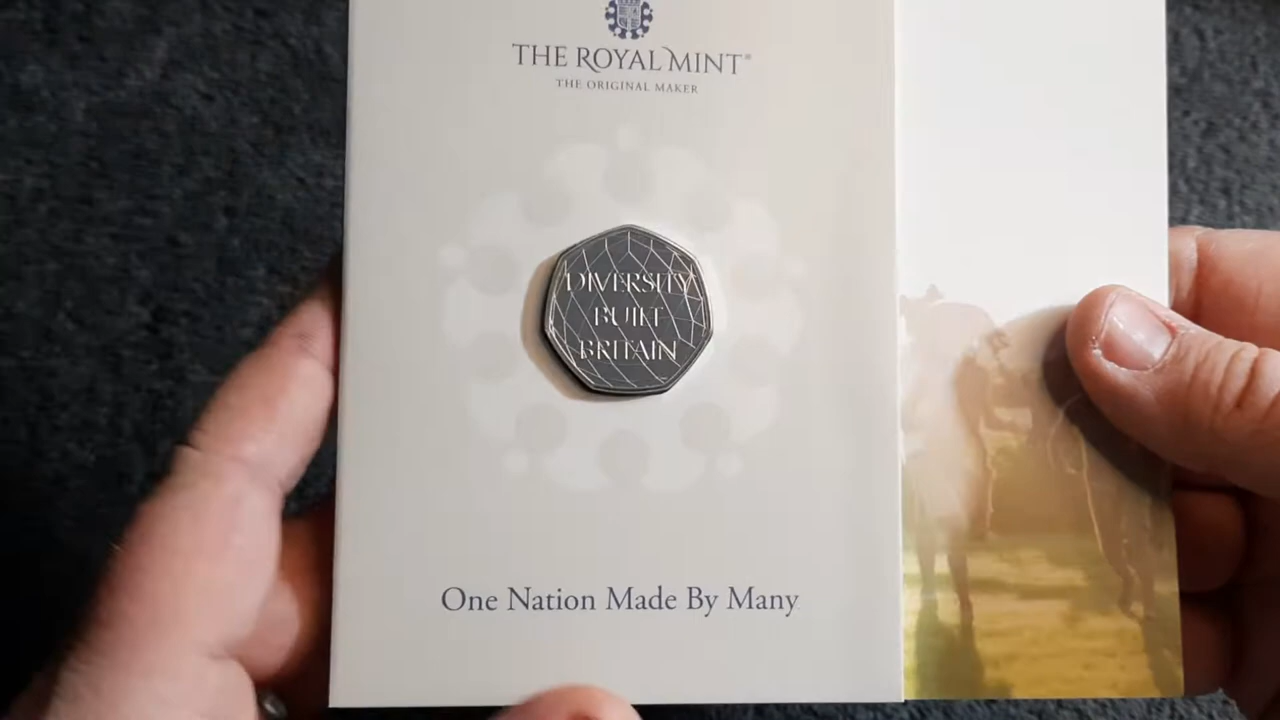 THE ROYAL MINT®
THE ORIGINAL MAKER
DIVERSITY
BUILT
BRITAIN
One Nation Made By Many